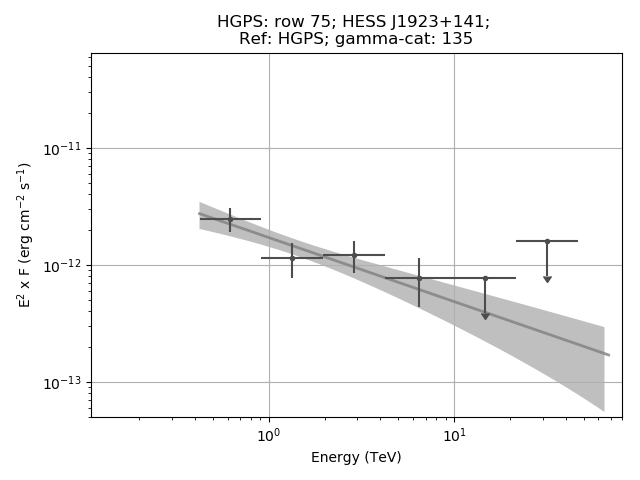 HGPS: row 75; HESS J1923+141;
Ref: HGPS; gamma-cat: 135
E² x F (erg cm⁻² s⁻¹)
10⁻¹¹
10⁻¹²
10⁻¹³
10⁰ 10¹
Energy (TeV)